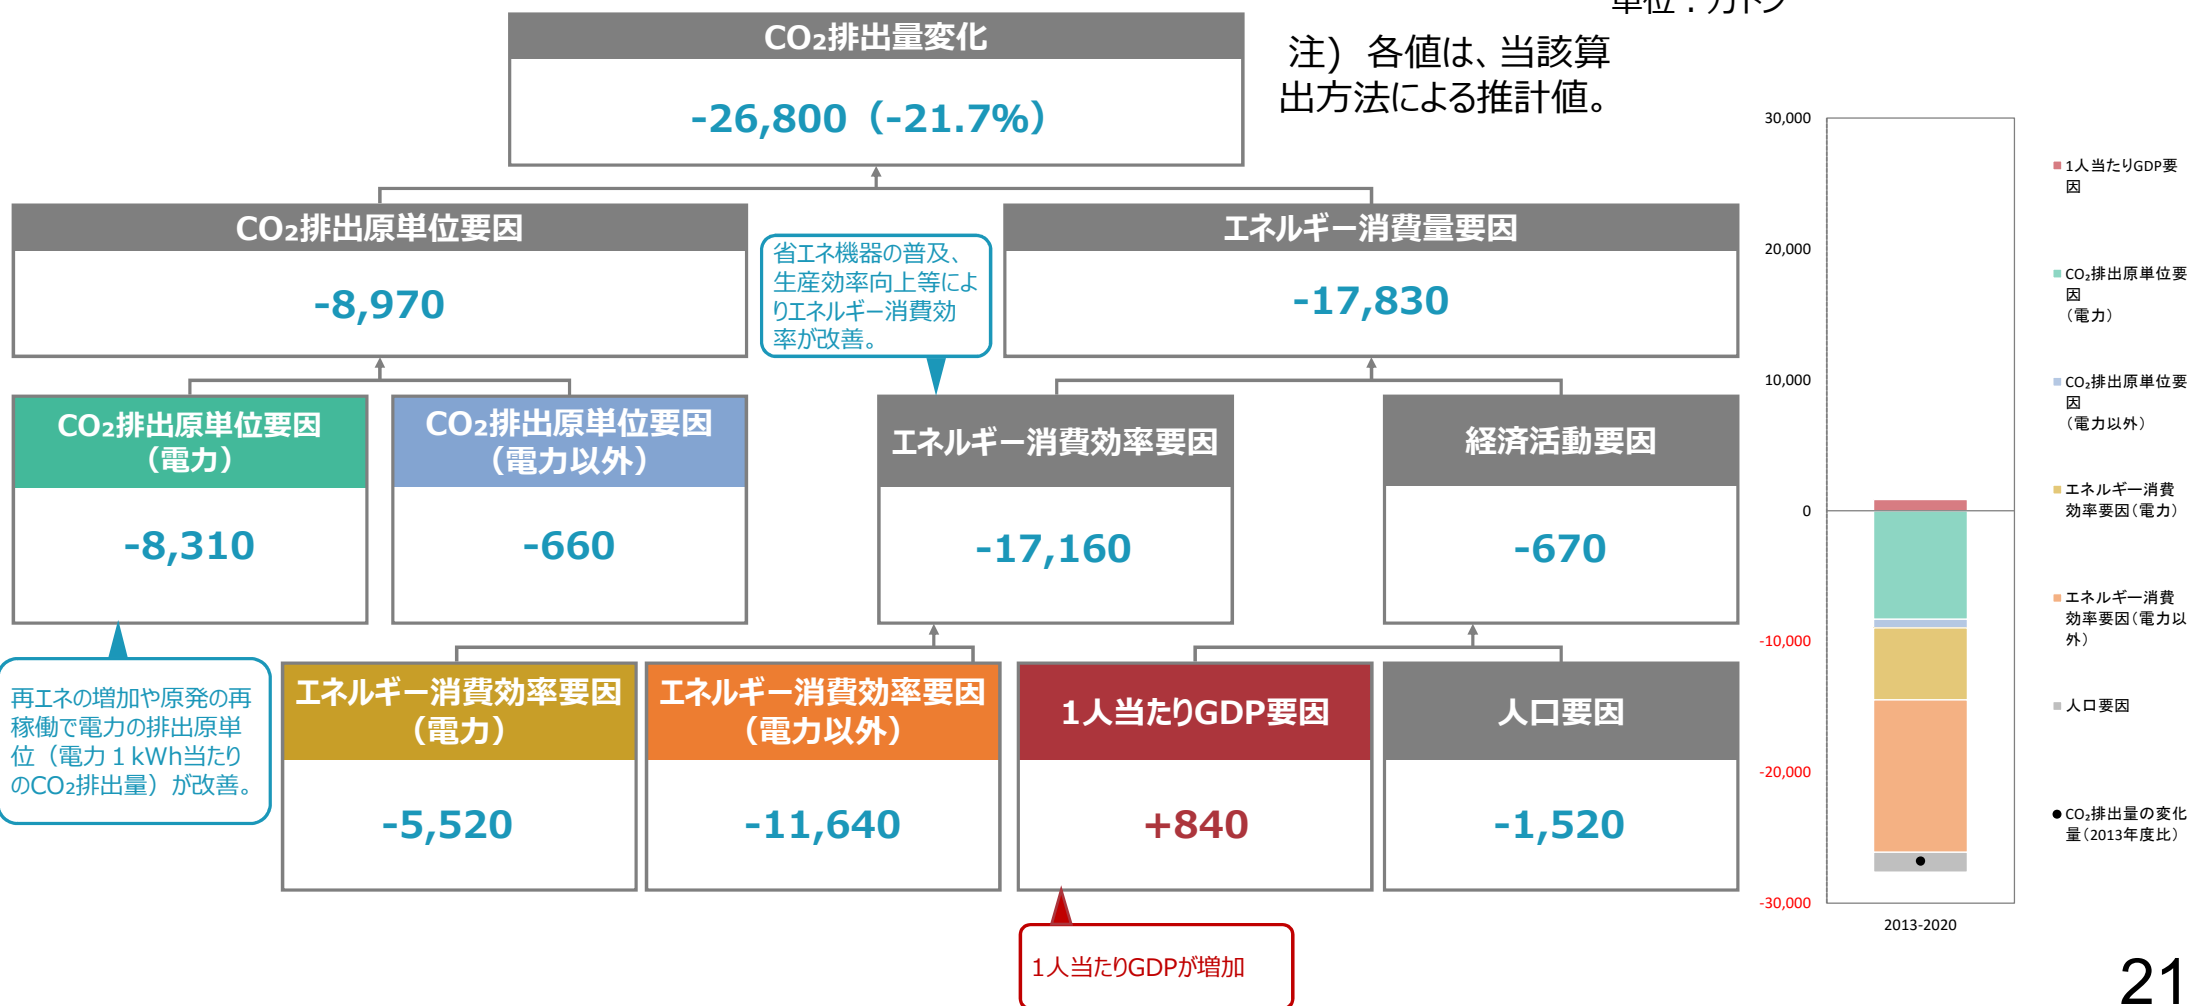 単位：万トン
CO₂排出量変化
-26,800（-21.7%）
注） 各値は、当該算
出方法による推計値。
CO₂排出原単位要因
-8,970
エネルギー消費量要因
-17,830
省エネ機器の普及、
生産効率向上等によ
りエネルギー消費効
率が改善。
CO₂排出原単位要因
（電力）
-8,310
CO₂排出原単位要因
（電力以外）
-660
エネルギー消費効率要因
-17,160
経済活動要因
-670
再エネの増加や原発の再
稼働で電力の排出原単
位（電力１kWh当たり
のCO₂排出量）が改善。
エネルギー消費効率要因
（電力）
-5,520
エネルギー消費効率要因
（電力以外）
-11,640
1人当たりGDP要因
+840
人口要因
-1,520
1人当たりGDPが増加
30,000
20,000
10,000
0
-10,000
-20,000
-30,000
2013-2020
1人当たりGDP要
因
CO₂排出原単位要
因
（電力）
CO₂排出原単位要
因
（電力以外）
エネルギー消費
効率要因（電力）
エネルギー消費
効率要因（電力以
外）
人口要因
CO₂排出量の変化
量（2013年度比）
21